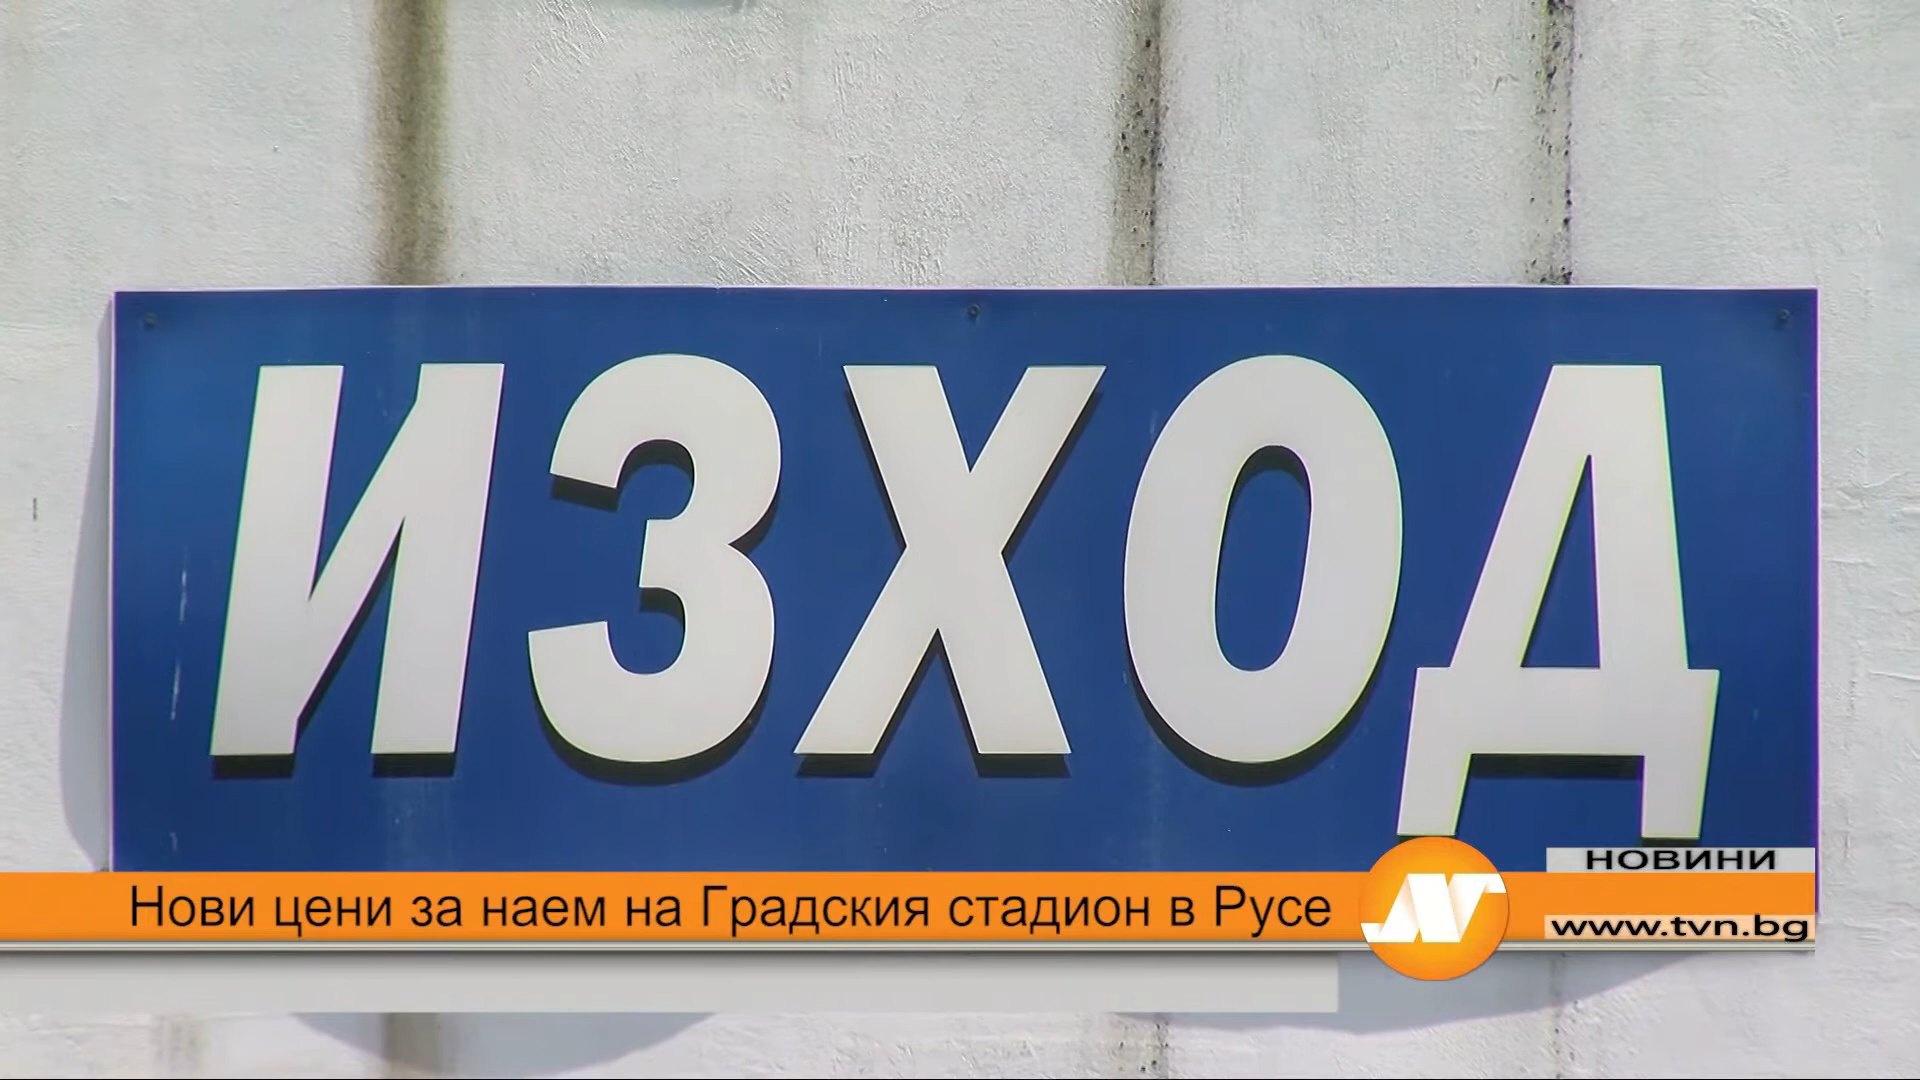 ИЗХОД
НОВИНИ
Нови цени за наем на Градския стадион в Русе
www.tvn.bg